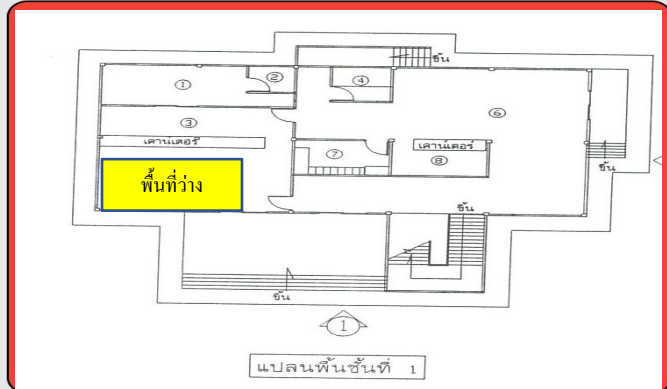 ขึ้น
① ② ④
③ ⑥
เคาน์เตอร์ ⑦ เคาน์เตอร์
⑧
พื้นที่ว่าง
ขึ้น
ขึ้น
ขึ้น
1
แปลนพื้นชั้นที่ 1